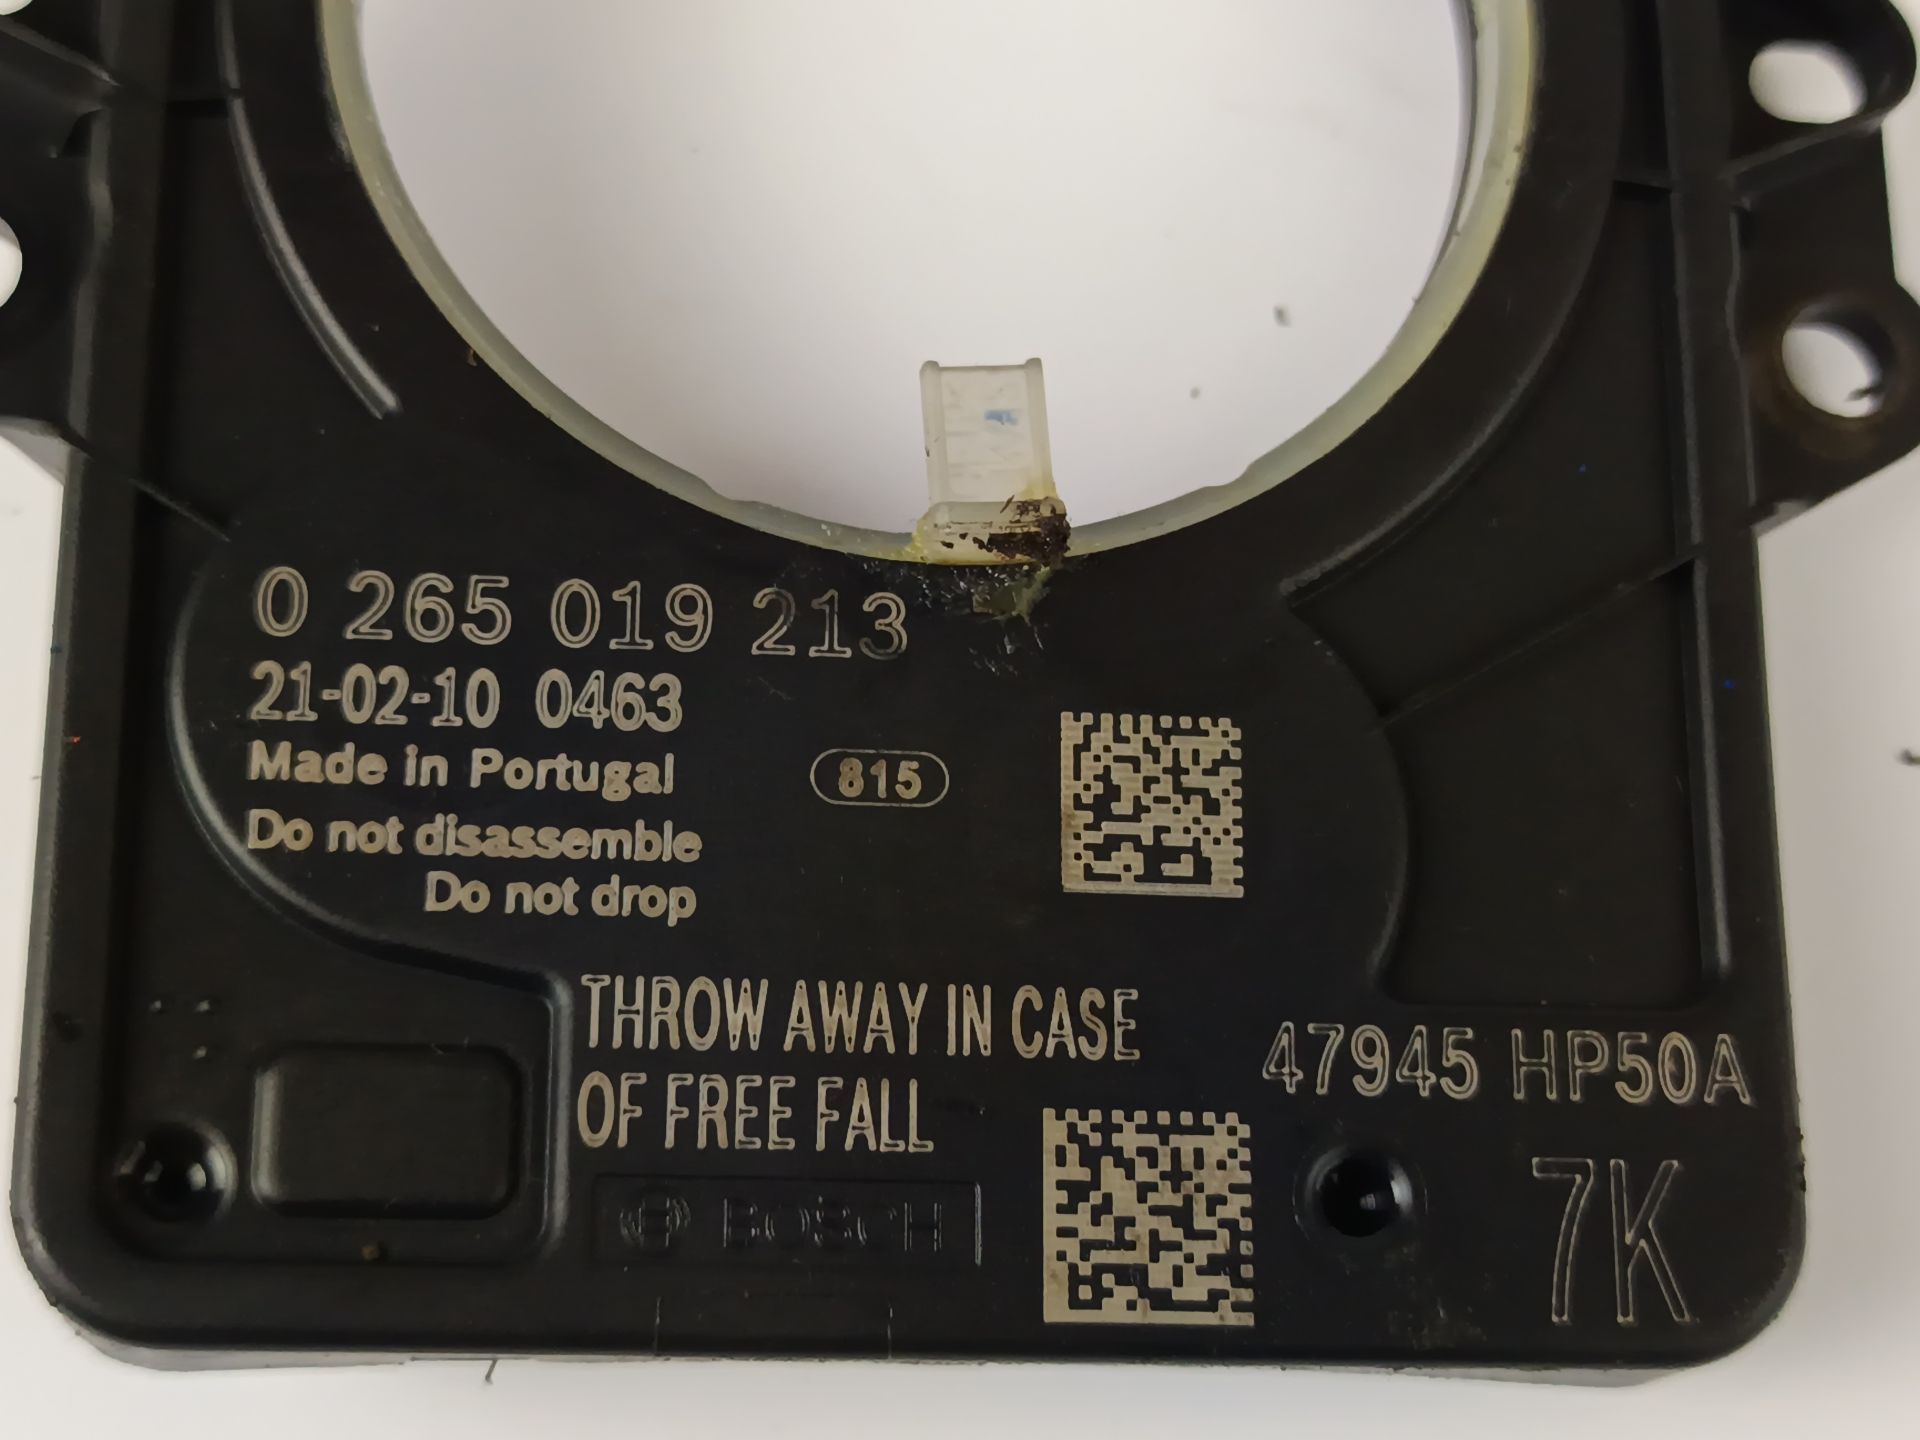 0 265 019 213
21-02-10 0463
Made in Portugal
815
Do not disassemble
Do not drop
THROW AWAY IN CASE
OF FREE FALL
BOSCH
47945 HP50A
7K